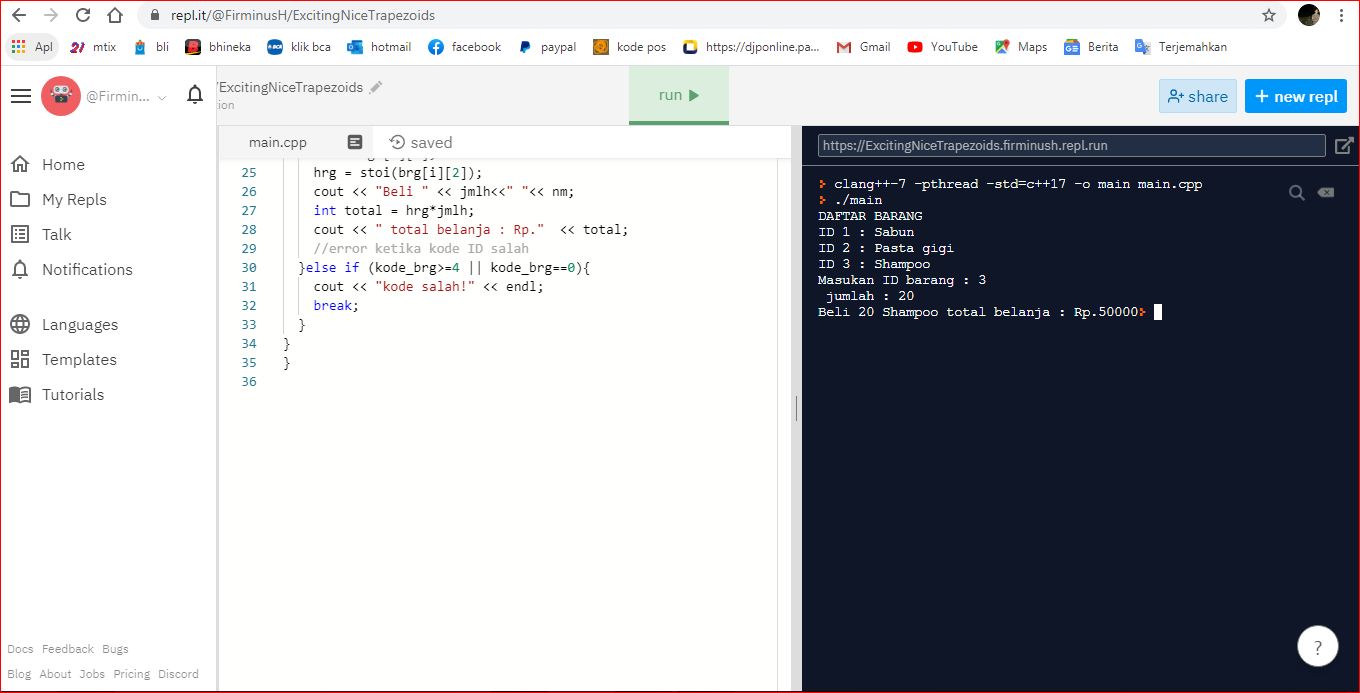 repl.it/@FirminusH/ExcitingNiceTrapezoids
Apl mtix bli bhineka klik bca hotmail facebook paypal kode pos https://djponline.pa... Gmail YouTube Maps Berita Terjemahkan
@Firmin...
/ExcitingNiceTrapezoids
ion
run
share
+ new repl
Home
My Repls
Talk
Notifications
Languages
Templates
Tutorials
Docs Feedback Bugs
Blog About Jobs Pricing Discord
main.cpp
saved
25 hrg = stoi(brg[i][2]);
26 cout << "Beli " << jmlh<<" "<< nm;
27 int total = hrg*jmlh;
28 cout << " total belanja : Rp." << total;
29 //error ketika kode ID salah
30 }else if (kode_brg>=4 || kode_brg==0){
31 cout << "kode salah!" << endl;
32 break;
33 }
34 }
35 }
36
https://ExcitingNiceTrapezoids.firminush.repl.run
clang++-7 -pthread -std=c++17 -o main main.cpp
./main
DAFTAR BARANG
ID 1 : Sabun
ID 2 : Pasta gigi
ID 3 : Shampoo
Masukan ID barang : 3
jumlah : 20
Beli 20 Shampoo total belanja : Rp.50000
?